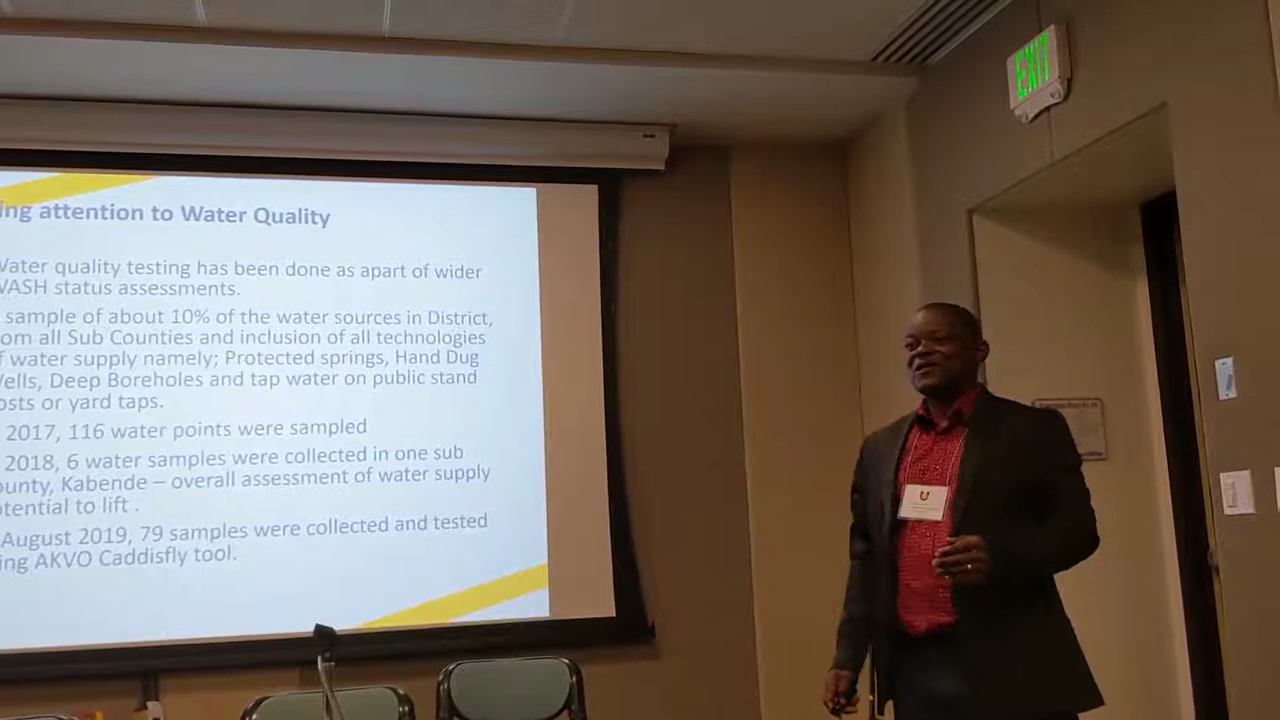 EXIT
ing attention to Water Quality
Water quality testing has been done as apart of wider
WASH status assessments.
sample of about 10% of the water sources in District,
om all Sub Counties and inclusion of all technologies
f water supply namely; Protected springs, Hand Dug
Wells, Deep Boreholes and tap water on public stand
osts or yard taps.
2017, 116 water points were sampled
2018, 6 water samples were collected in one sub
ounty, Kabende – overall assessment of water supply
otential to lift .
August 2019, 79 samples were collected and tested
ing AKVO Caddisfly tool.